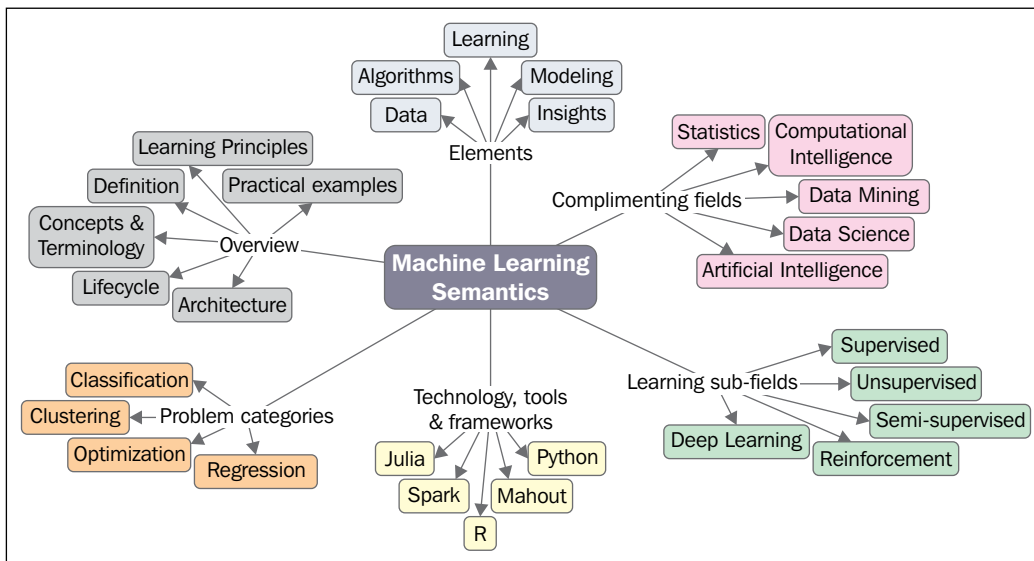 Learning
Algorithms
Modeling
Data
Insights
Elements
Statistics
Computational
Intelligence
Complimenting fields
Data Mining
Data Science
Artificial Intelligence
Learning Principles
Definition
Practical examples
Concepts &
Terminology
Overview
Lifecycle
Architecture
Machine Learning
Semantics
Classification
Clustering
Problem categories
Optimization
Regression
Technology, tools
& frameworks
Julia
Python
Spark
Mahout
R
Supervised
Learning sub-fields
Unsupervised
Semi-supervised
Deep Learning
Reinforcement